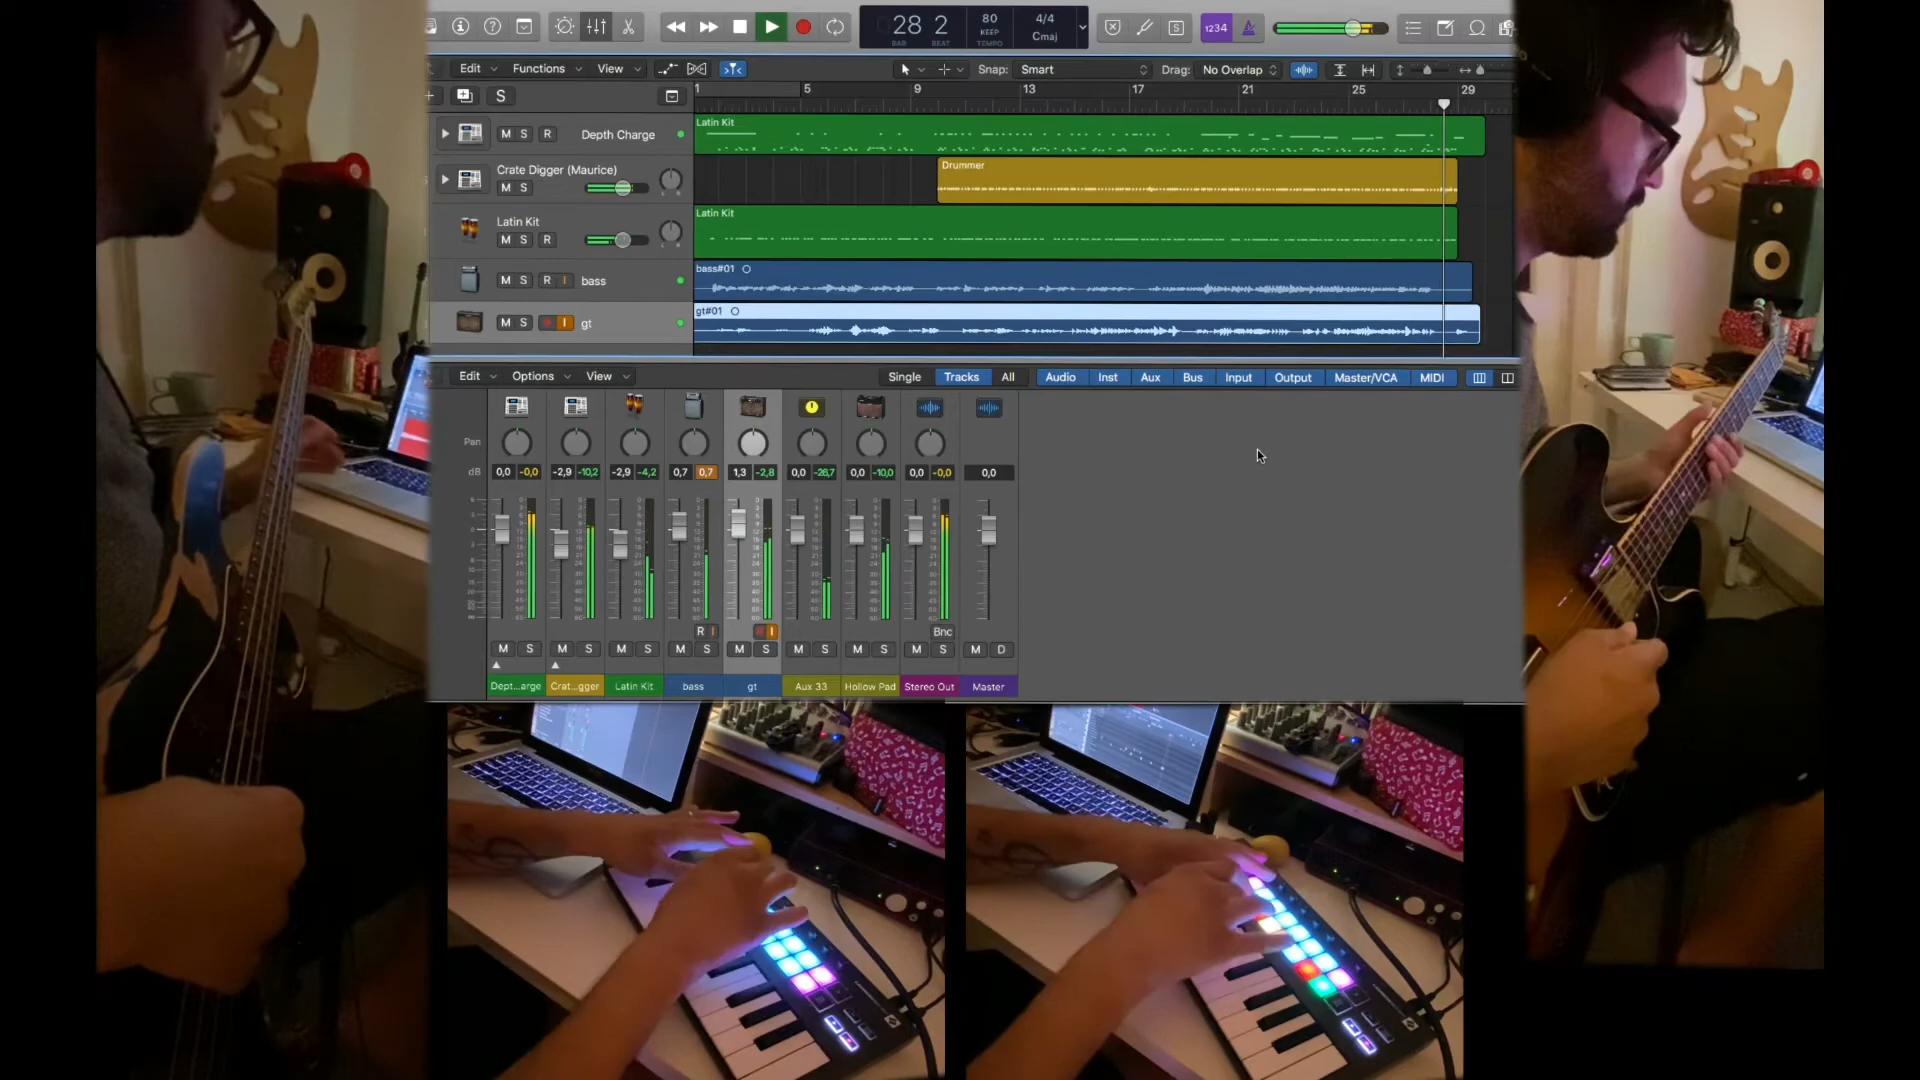 28 2
BAR BEAT
80
KEEP
TEMPO
4/4
Cmaj
S
1234
Edit Functions View
Snap: Smart
Drag: No Overlap
S
1 5 9 13 17 21 25 29
M S R Depth Charge
Latin Kit
Crate Digger (Maurice)
M S
Drummer
Latin Kit
M S R
Latin Kit
M S R I bass
bass#01
M S R I gt
gt#01
Edit Options View
Single Tracks All
Audio Inst Aux Bus Input Output Master/VCA MIDI
Pan
dB 0,0 -0,0 -2,9 -10,2 -2,9 -4,2 0,7 0,7 1,3 -2,8 0,0 -26,7 0,0 -10,0 0,0 -0,0 0,0
R I R I Bnc
M S M S M S M S M S M S M S M S M D
Dept...arge Crat...gger Latin Kit bass gt Aux 33 Hollow Pad Stereo Out Master